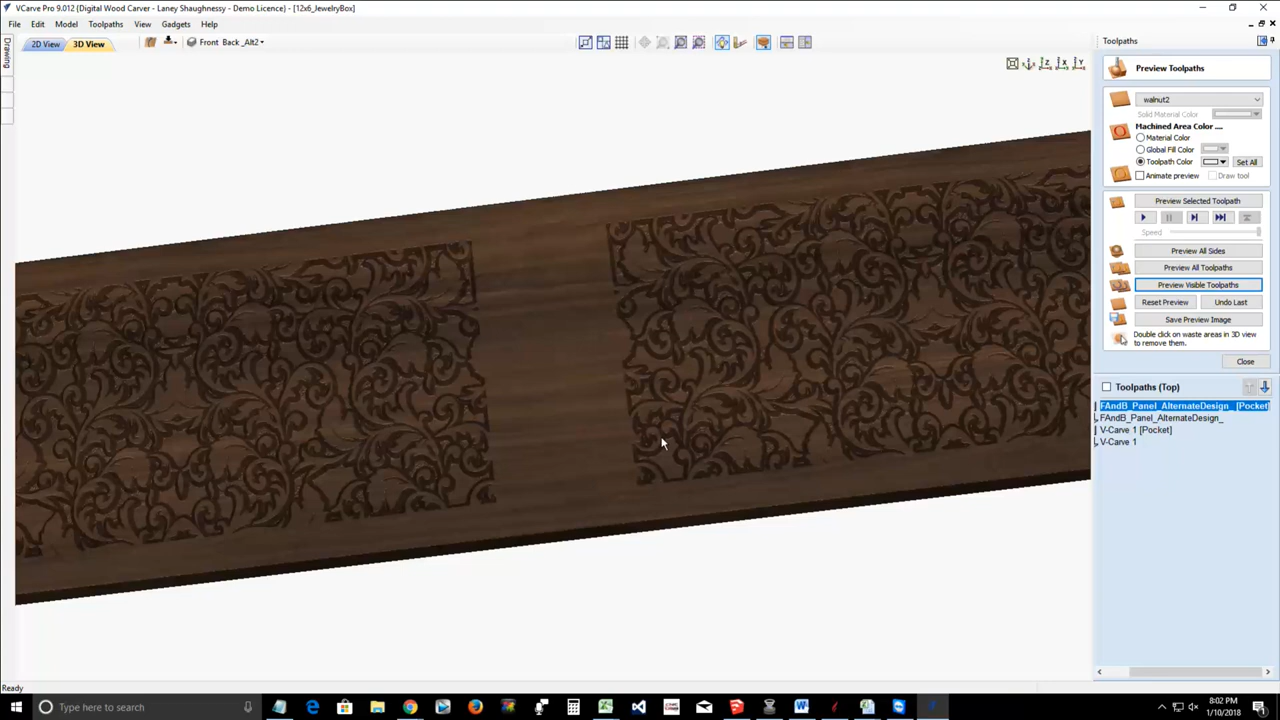 VCarve Pro 9.012 {Digital Wood Carver - Laney Shaughnessy - Demo Licence} - [12x6_JewelryBox]
File Edit Model Toolpaths View Gadgets Help
2D View 3D View Front Back _Alt2
Drawing
Toolpaths
Preview Toolpaths
walnut2
Solid Material Color
Machined Area Color ....
Material Color
Global Fill Color
Toolpath Color Set All
Animate preview Draw tool
Preview Selected Toolpath
Speed
Preview All Sides
Preview All Toolpaths
Preview Visible Toolpaths
Reset Preview Undo Last
Save Preview Image
Double click on waste areas in 3D view
to remove them.
Close
Toolpaths (Top)
FAndB_Panel_AlternateDesign_ [Pocket]
FAndB_Panel_AlternateDesign_
V-Carve 1 [Pocket]
V-Carve 1
Ready
Type here to search
8:02 PM
1/10/2018